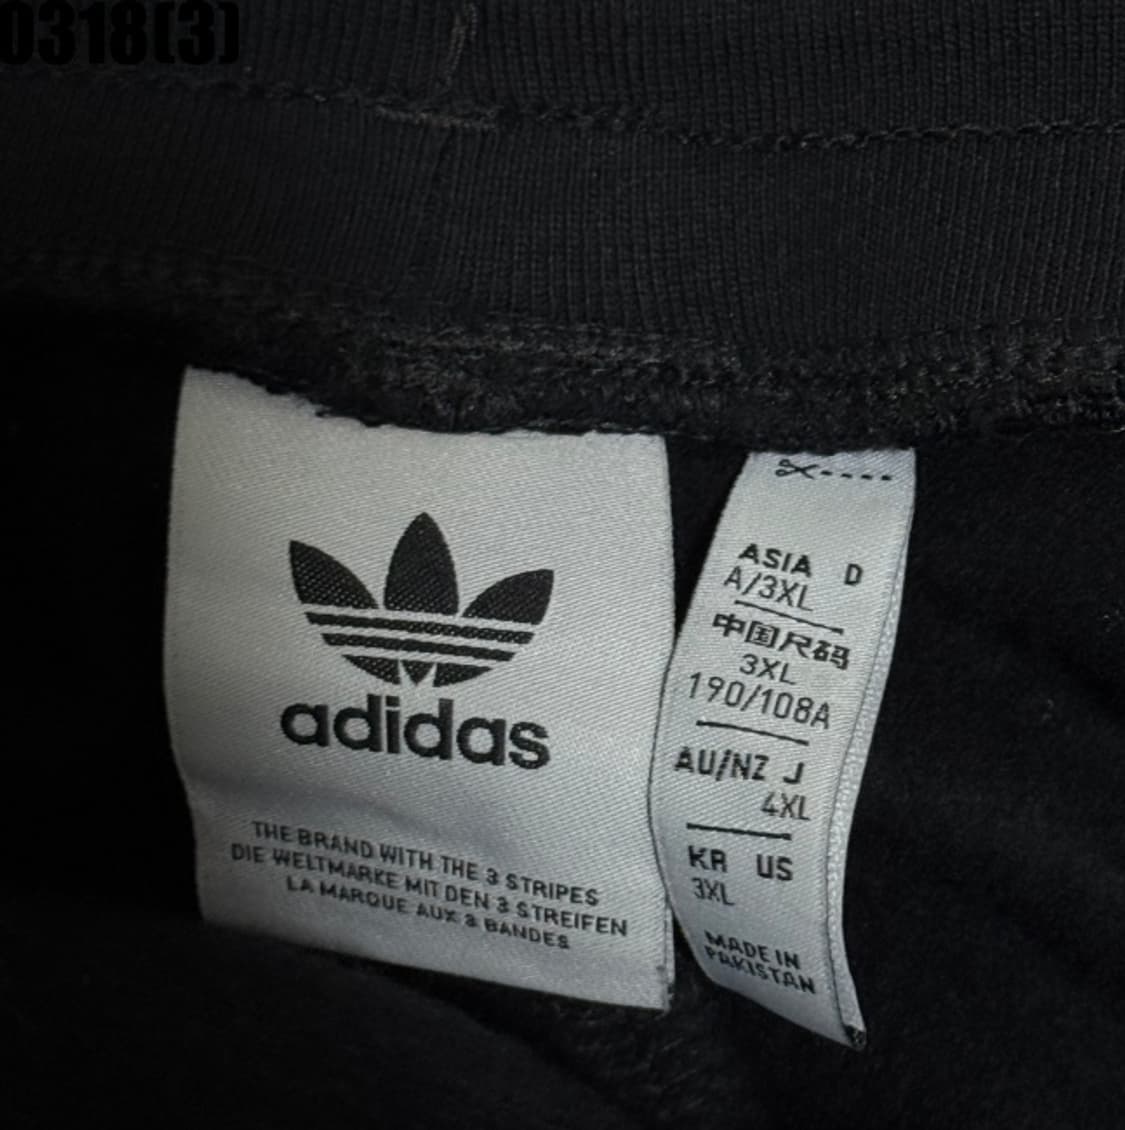 0318(3)
adidas
THE BRAND WITH THE 3 STRIPES
DIE WELTMARKE MIT DEN 3 STREIFEN
LA MARQUE AUX 3 BANDES
ASIA D
A/3XL
中国尺码
3XL
190/108A
AU/NZ J
4XL
KR US
3XL
MADE IN
PAKISTAN